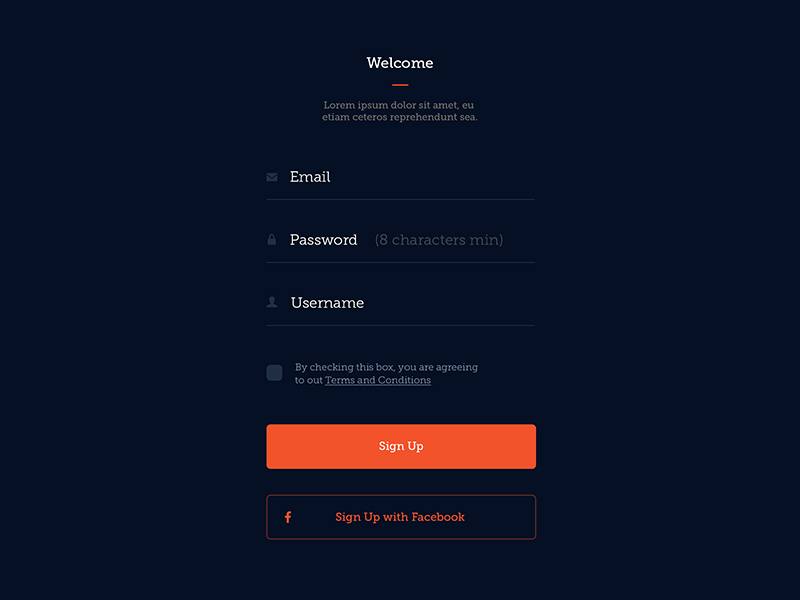 Welcome
Lorem ipsum dolor sit amet, eu
etiam ceteros reprehendunt sea.
Email
Password (8 characters min)
Username
By checking this box, you are agreeing
to out Terms and Conditions
Sign Up
f Sign Up with Facebook